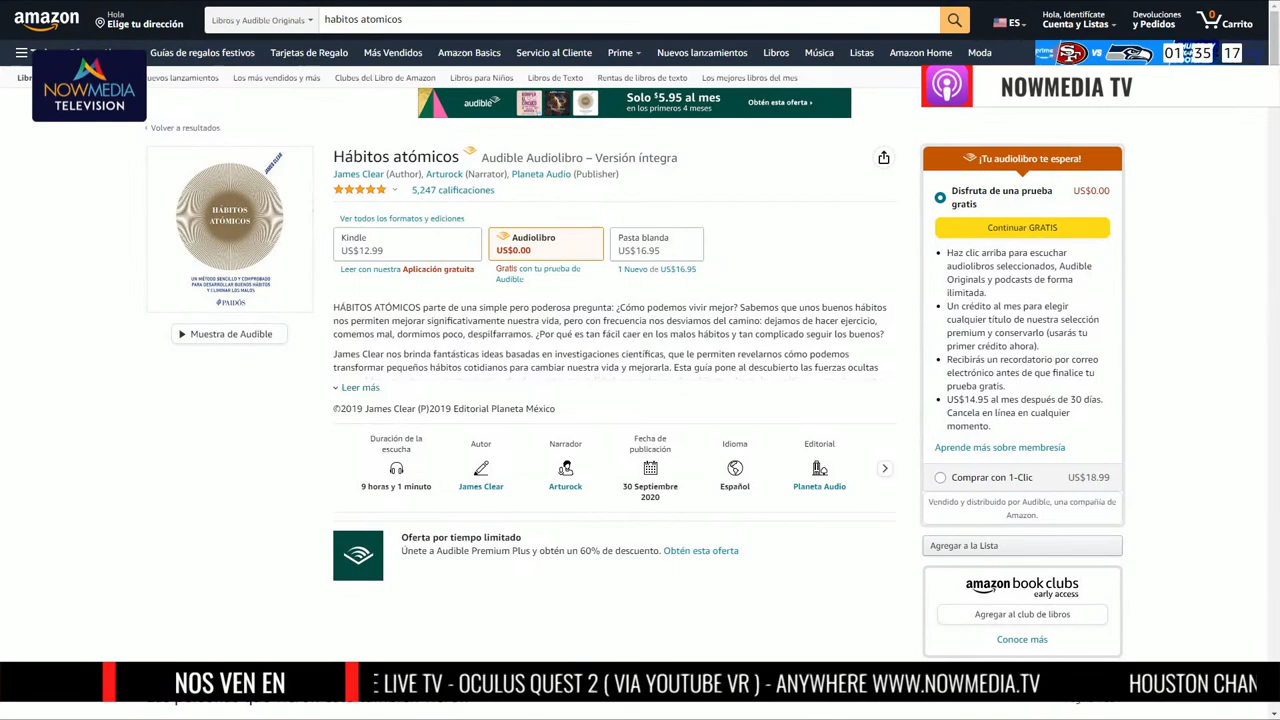 amazon
Hola
Elige tu dirección
Libros y Audible Originals
habitos atomicos
ES
Hola, Identifícate
Cuenta y Listas
Devoluciones
y Pedidos
0
Carrito
Guías de regalos festivos
Tarjetas de Regalo
Más Vendidos
Amazon Basics
Servicio al Cliente
Prime
Nuevos lanzamientos
Libros
Música
Listas
Amazon Home
Moda
prime
VS
01 35 17
Nuevos lanzamientos
Los más vendidos y más
Clubes del Libro de Amazon
Libros para Niños
Libros de Texto
Rentas de libros de texto
Los mejores libros del mes
NOWMEDIA
TELEVISION
NOWMEDIA TV
audible
Solo $5.95 al mes
en los primeros 4 meses
Obtén esta oferta ›
‹ Volver a resultados
JAMES CLEAR
HÁBITOS
ATÓMICOS
UN MÉTODO SENCILLO Y COMPROBADO
PARA DESARROLLAR BUENOS HÁBITOS
Y ELIMINAR LOS MALOS
PAIDÓS
Muestra de Audible
Hábitos atómicos Audible Audiolibro – Versión íntegra
James Clear (Author), Arturock (Narrator), Planeta Audio (Publisher)
5,247 calificaciones
Ver todos los formatos y ediciones
Kindle
US$12.99
Leer con nuestra Aplicación gratuita
Audiolibro
US$0.00
Gratis con tu prueba de
Audible
Pasta blanda
US$16.95
1 Nuevo de US$16.95
HÁBITOS ATÓMICOS parte de una simple pero poderosa pregunta: ¿Cómo podemos vivir mejor? Sabemos que unos buenos hábitos
nos permiten mejorar significativamente nuestra vida, pero con frecuencia nos desviamos del camino: dejamos de hacer ejercicio,
comemos mal, dormimos poco, despilfarramos. ¿Por qué es tan fácil caer en los malos hábitos y tan complicado seguir los buenos?
James Clear nos brinda fantásticas ideas basadas en investigaciones científicas, que le permiten revelarnos cómo podemos
transformar pequeños hábitos cotidianos para cambiar nuestra vida y mejorarla. Esta guía pone al descubierto las fuerzas ocultas
Leer más
©2019 James Clear (P)2019 Editorial Planeta México
Duración de la
escucha
9 horas y 1 minuto
Autor
James Clear
Narrador
Arturock
Fecha de
publicación
30 Septiembre
2020
Idioma
Español
Editorial
Planeta Audio
Oferta por tiempo limitado
Únete a Audible Premium Plus y obtén un 60% de descuento. Obtén esta oferta
¡Tu audiolibro te espera!
Disfruta de una prueba
gratis
US$0.00
Continuar GRATIS
Haz clic arriba para escuchar
audiolibros seleccionados, Audible
Originals y podcasts de forma
ilimitada.
Un crédito al mes para elegir
cualquier título de nuestra selección
premium y conservarlo (usarás tu
primer crédito ahora).
Recibirás un recordatorio por correo
electrónico antes de que finalice tu
prueba gratis.
US$14.95 al mes después de 30 días.
Cancela en línea en cualquier
momento.
Aprende más sobre membresía
Comprar con 1-Clic US$18.99
Vendido y distribuido por Audible, una compañía de
Amazon.
Agregar a la Lista
amazon book clubs
early access
Agregar al club de libros
Conoce más
NOS VEN EN
LIVE TV - OCULUS QUEST 2 ( VIA YOUTUBE VR ) - ANYWHERE WWW.NOWMEDIA.TV
HOUSTON CHAN